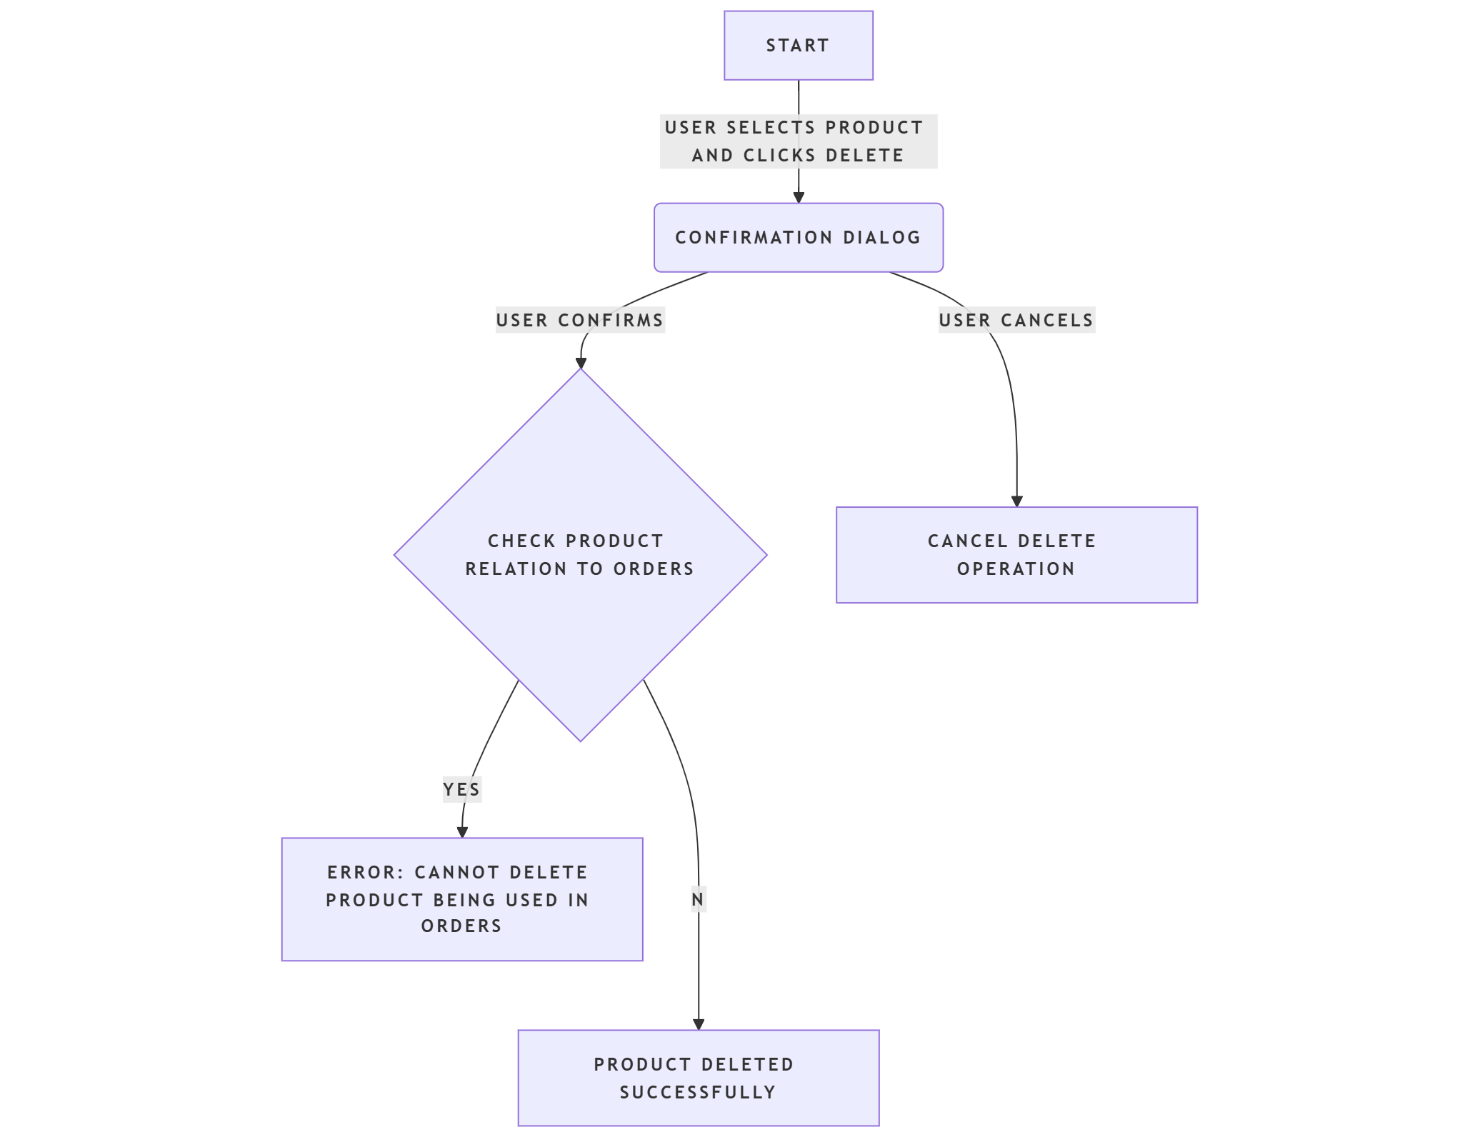 START
USER SELECTS PRODUCT
AND CLICKS DELETE
CONFIRMATION DIALOG
USER CONFIRMS
USER CANCELS
CHECK PRODUCT
RELATION TO ORDERS
CANCEL DELETE
OPERATION
YES
ERROR: CANNOT DELETE
PRODUCT BEING USED IN
ORDERS
N
PRODUCT DELETED
SUCCESSFULLY